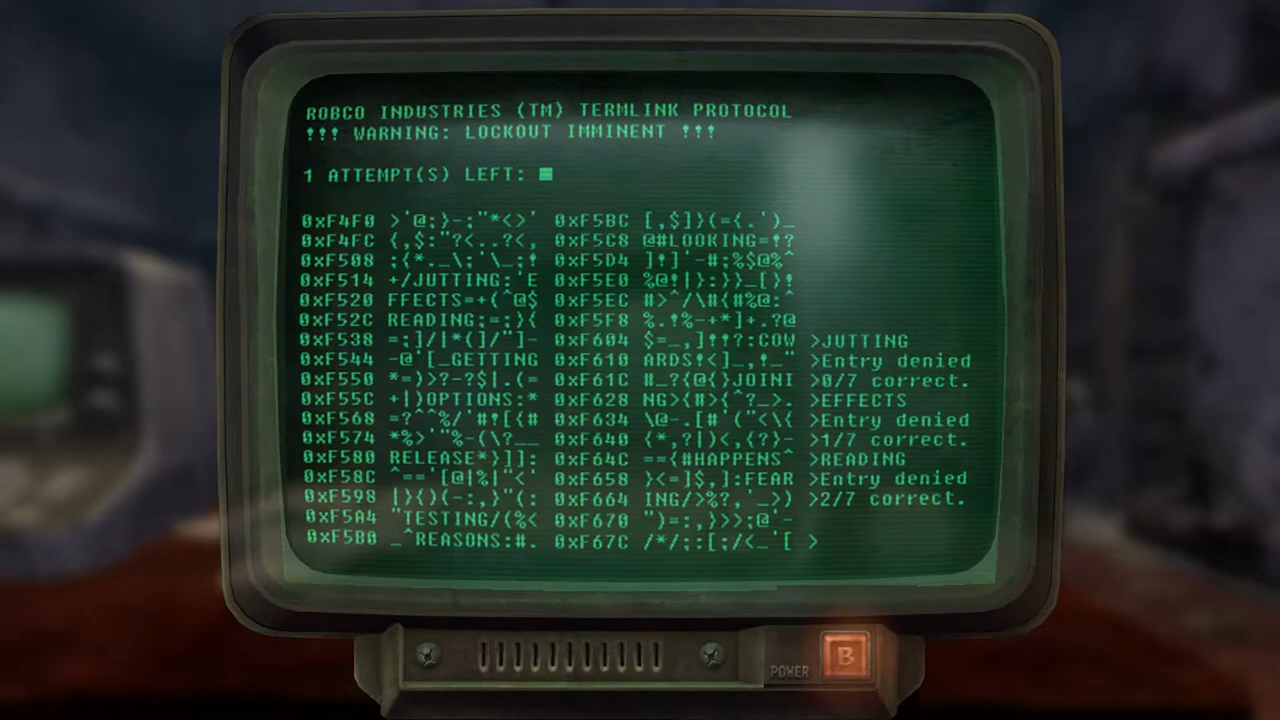 ROBCO INDUSTRIES (TM) TERMLINK PROTOCOL
!!! WARNING: LOCKOUT IMMINENT !!!
1 ATTEMPT(S) LEFT:
0xF4F0 >'@;}-;"*<>' 0xF5BC [,$]}(={.')_
0xF4FC {,$:"?<..?<, 0xF5C8 @#LOOKING=!?
0xF508 ;{*._\;'\_;! 0xF5D4 ]!]'-#;%$@%^
0xF514 +/JUTTING:'E 0xF5E0 %@!|}:}}_[}!
0xF520 FFECTS=+(^@$ 0xF5EC #>^/\#{#%@:^
0xF52C READING;=;}{ 0xF5F8 %.!%-+*]+.?@
0xF538 =;]/|*(]/"]- 0xF604 $=_,]!!?:COW >JUTTING
0xF544 -@'[_GETTING 0xF610 ARDS!<]_,!_" >Entry denied
0xF550 *=)>?-?$|.(= 0xF61C #_?{@{}JOINI >0/7 correct.
0xF55C +|)OPTIONS:* 0xF628 NG>{#>{^?_>. >EFFECTS
0xF568 =?^^%/'#![{# 0xF634 \@-.[#'("<\{ >Entry denied
0xF574 *%>'"%-(\?__ 0xF640 {*,?|)<,{?}- >1/7 correct.
0xF580 RELEASE*}]]: 0xF64C =={#HAPPENS^ >READING
0xF58C ^=='[@|%|"<' 0xF658 }<=]$,]:FEAR >Entry denied
0xF598 |}{)(-:,}"(: 0xF664 ING/>%?,'_>) >2/7 correct.
0xF5A4 "TESTING/(%< 0xF670 ")=:,}>>;@'-
0xF5B0 _^REASONS:#. 0xF67C /*/;:[;/<_'[ >
POWER
B